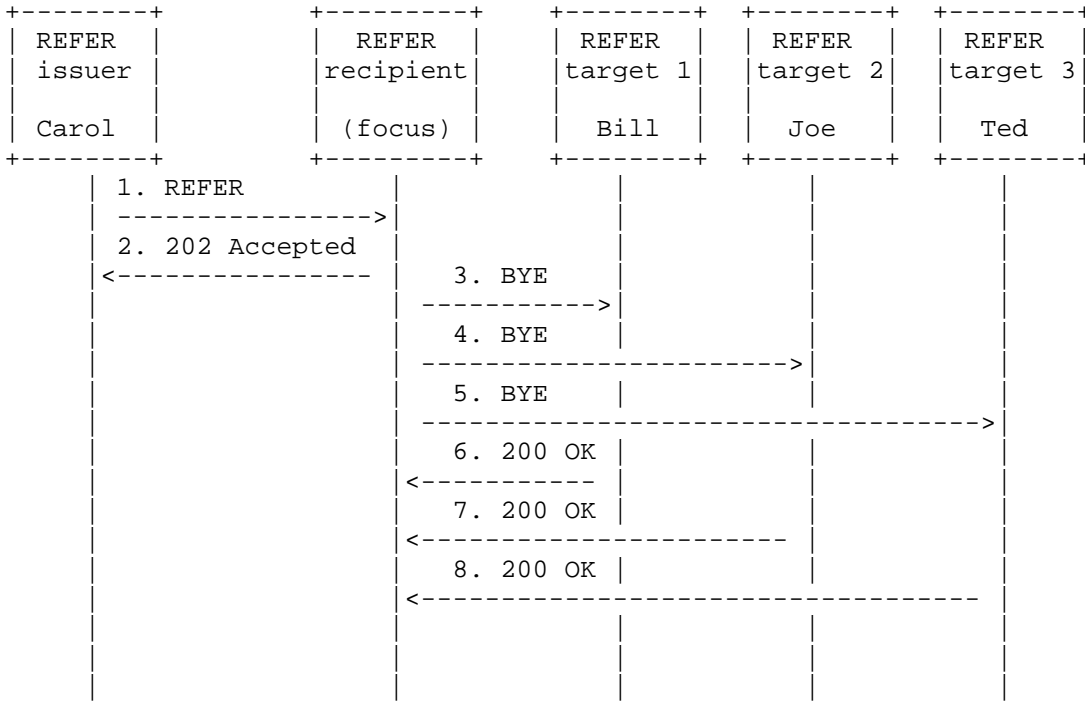 REFER REFER REFER REFER REFER
issuer recipient target 1 target 2 target 3
Carol (focus) Bill Joe Ted
1. REFER
2. 202 Accepted
3. BYE
4. BYE
5. BYE
6. 200 OK
7. 200 OK
8. 200 OK